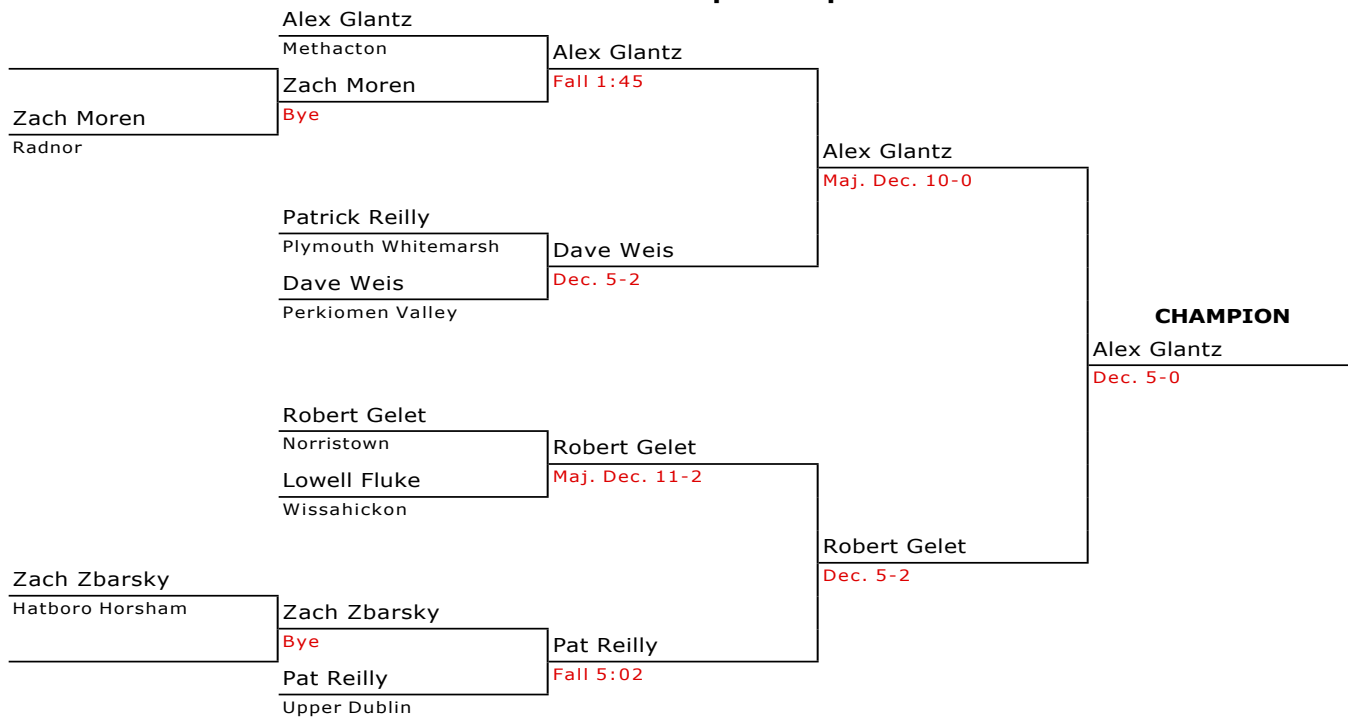 Alex Glantz
Methacton
Alex Glantz
Zach Moren
Fall 1:45
Zach Moren
Bye
Radnor
Alex Glantz
Maj. Dec. 10-0
Patrick Reilly
Plymouth Whitemarsh
Dave Weis
Dave Weis
Dec. 5-2
Perkiomen Valley
CHAMPION
Alex Glantz
Dec. 5-0
Robert Gelet
Norristown
Robert Gelet
Lowell Fluke
Maj. Dec. 11-2
Wissahickon
Robert Gelet
Dec. 5-2
Zach Zbarsky
Hatboro Horsham
Zach Zbarsky
Bye
Pat Reilly
Fall 5:02
Pat Reilly
Upper Dublin